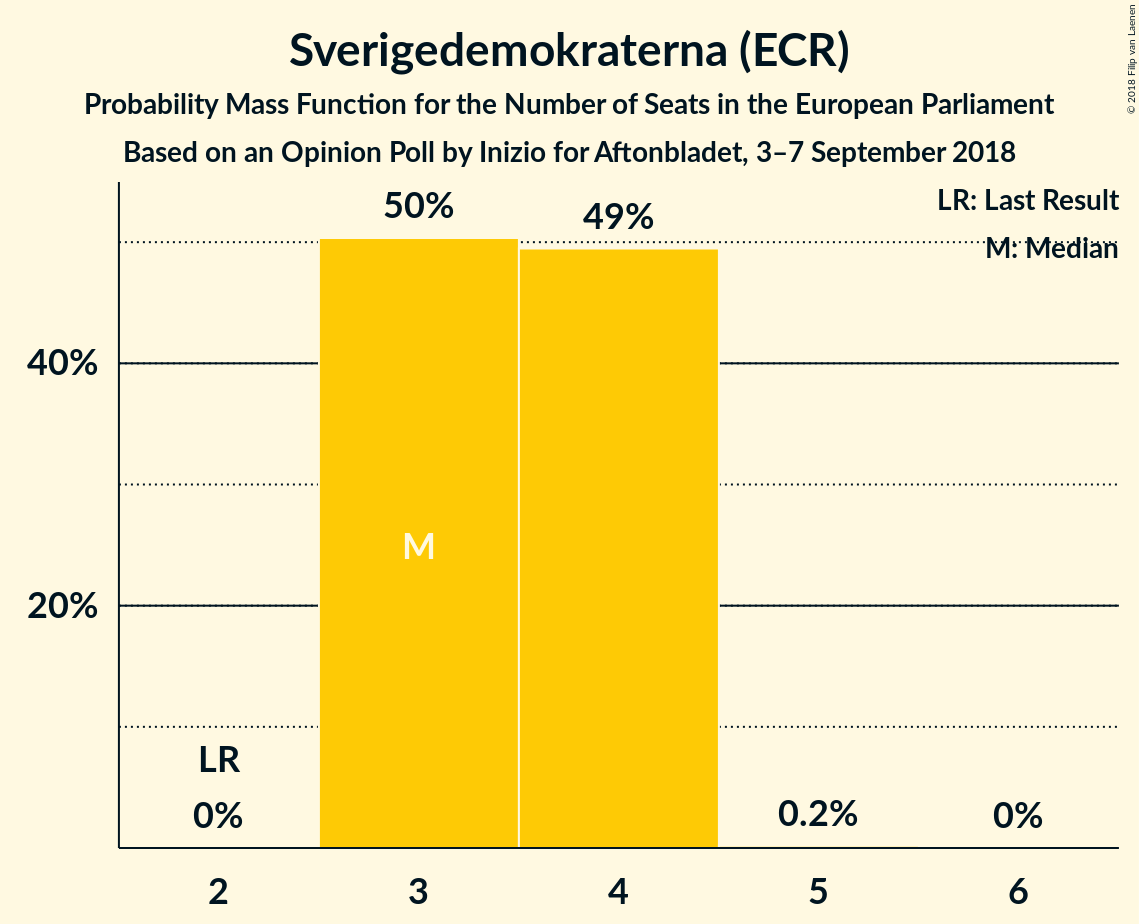 Sverigedemokraterna (ECR)
Probability Mass Function for the Number of Seats in the European Parliament
Based on an Opinion Poll by Inizio for Aftonbladet, 3–7 September 2018
© 2018 Filip van Laenen
LR: Last Result
M: Median
50%
49%
40%
M
20%
LR
0%
0.2%
0%
2
3
4
5
6